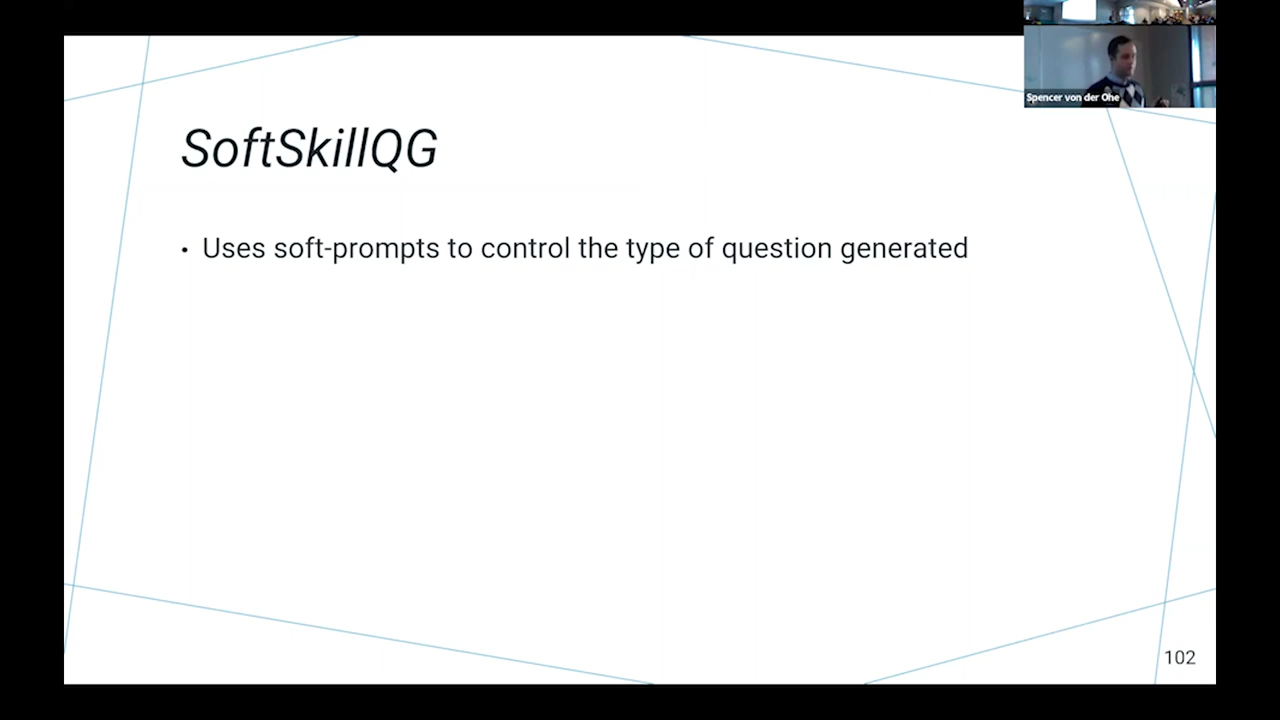 Spencer von der Ohe
SoftSkillQG
• Uses soft-prompts to control the type of question generated
102